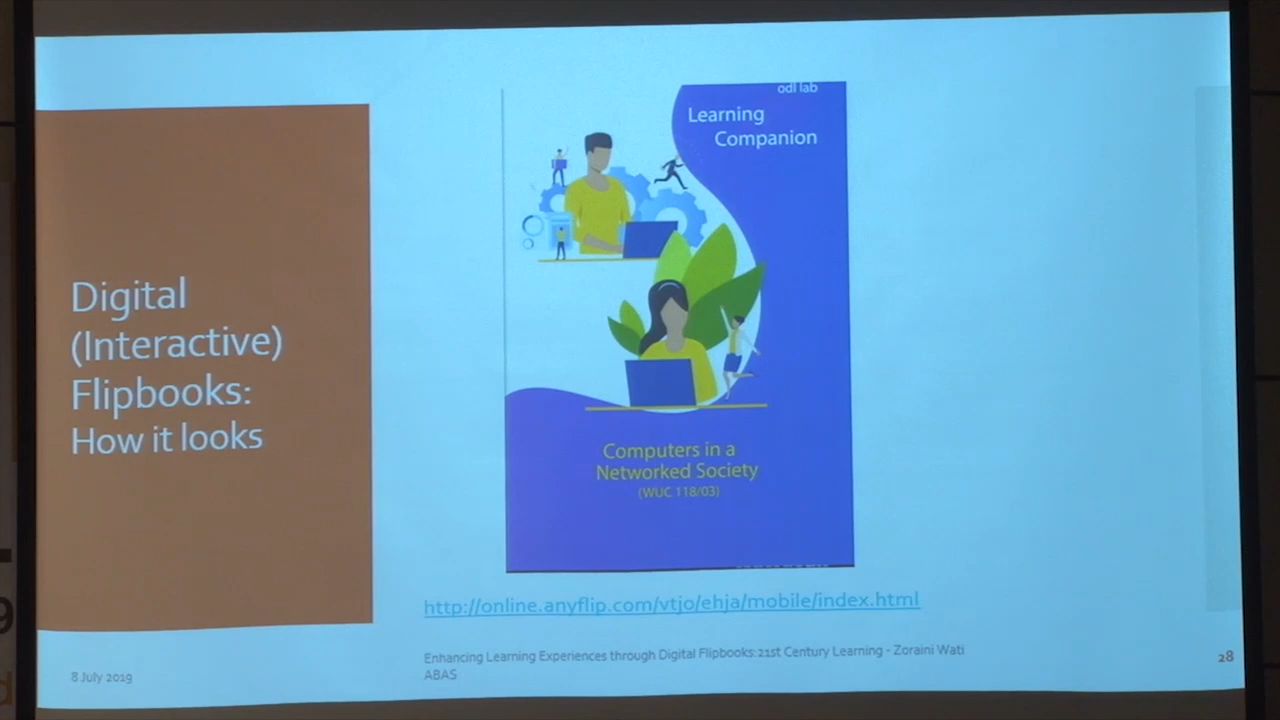 Digital
(Interactive)
Flipbooks:
How it looks
odl lab
Learning
Companion
Computers in a
Networked Society
(WUC 118/03)
http://online.anyflip.com/vtjo/ehja/mobile/index.html
8 July 2019
Enhancing Learning Experiences through Digital Flipbooks:21st Century Learning - Zoraini Wati
ABAS
28
9
d